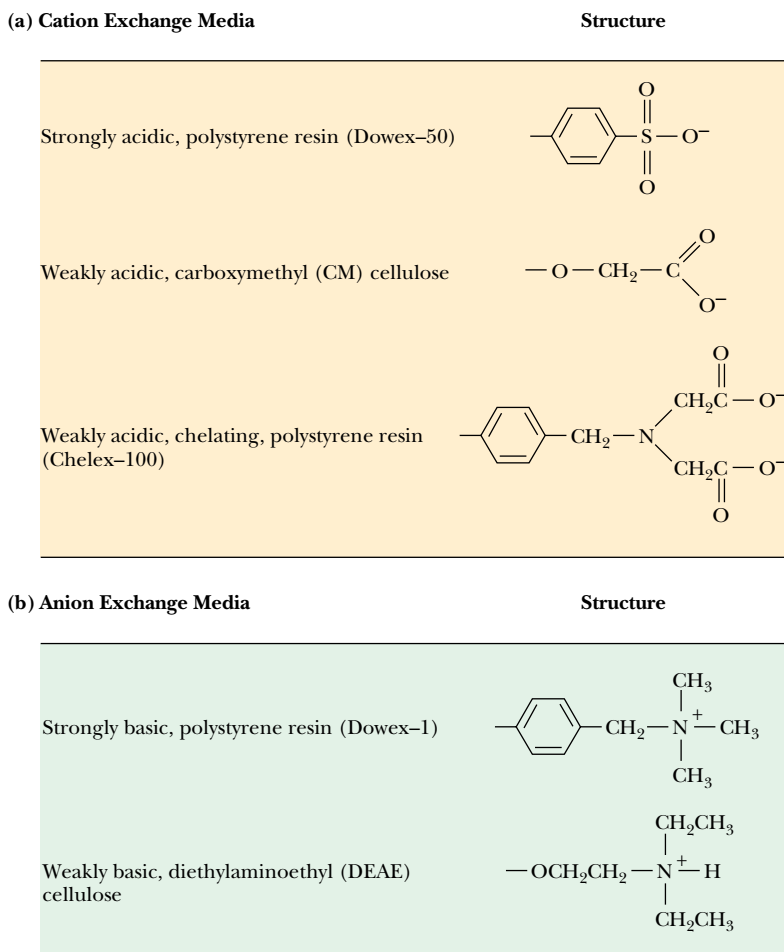 (a) Cation Exchange Media Structure
Strongly acidic, polystyrene resin (Dowex–50)
O
S O−
O
Weakly acidic, carboxymethyl (CM) cellulose
O
O CH2 C
O−
O
CH2C O−
Weakly acidic, chelating, polystyrene resin
(Chelex–100)
CH2 N
CH2C O−
O
(b) Anion Exchange Media Structure
CH3
Strongly basic, polystyrene resin (Dowex–1)
CH2 N+ CH3
CH3
CH2CH3
Weakly basic, diethylaminoethyl (DEAE)
cellulose
OCH2CH2 N+ H
CH2CH3